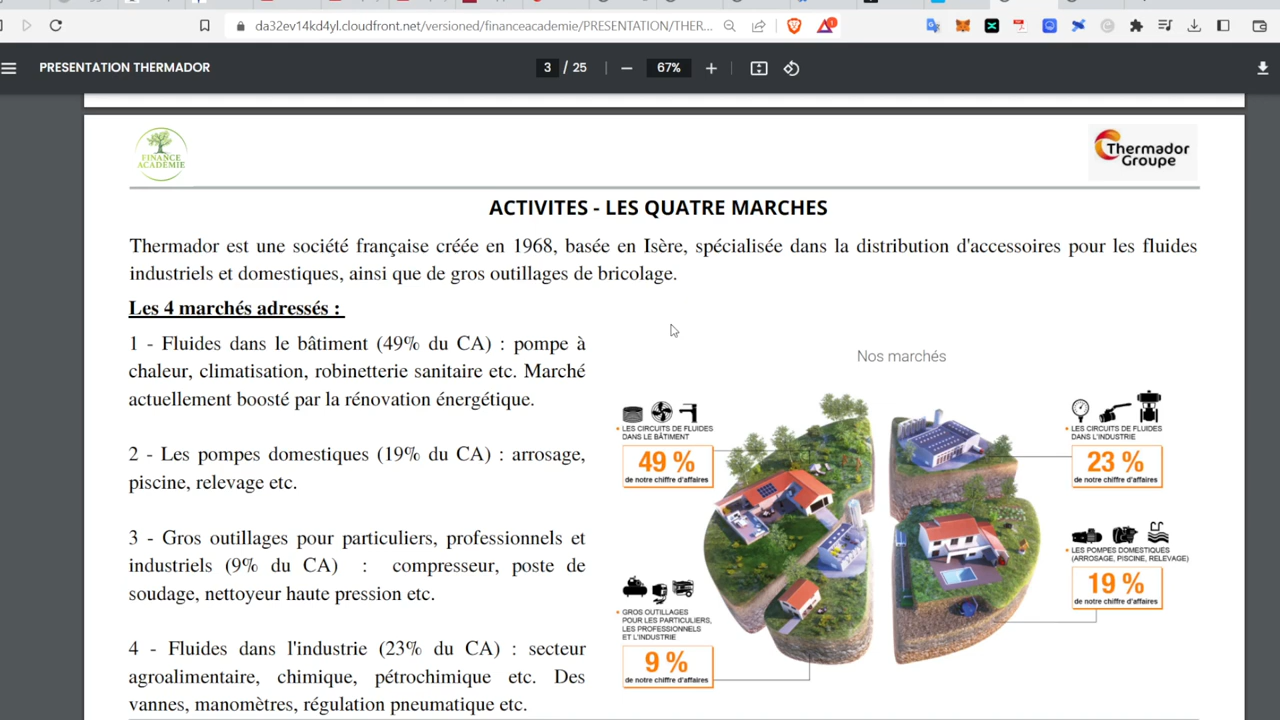 da32ev14kd4yl.cloudfront.net/versioned/financeacademie/PRESENTATION/THER...
PRESENTATION THERMADOR
3 / 25
67%
FINANCE
ACADÉMIE
Thermador
Groupe
ACTIVITES - LES QUATRE MARCHES
Thermador est une société française créée en 1968, basée en Isère, spécialisée dans la distribution d'accessoires pour les fluides
industriels et domestiques, ainsi que de gros outillages de bricolage.
Les 4 marchés adressés :
1 - Fluides dans le bâtiment (49% du CA) : pompe à
chaleur, climatisation, robinetterie sanitaire etc. Marché
actuellement boosté par la rénovation énergétique.
2 - Les pompes domestiques (19% du CA) : arrosage,
piscine, relevage etc.
3 - Gros outillages pour particuliers, professionnels et
industriels (9% du CA) : compresseur, poste de
soudage, nettoyeur haute pression etc.
4 - Fluides dans l'industrie (23% du CA) : secteur
agroalimentaire, chimique, pétrochimique etc. Des
vannes, manomètres, régulation pneumatique etc.
Nos marchés
LES CIRCUITS DE FLUIDES
DANS LE BÂTIMENT
49 %
de notre chiffre d'affaires
LES CIRCUITS DE FLUIDES
DANS L'INDUSTRIE
23 %
de notre chiffre d'affaires
LES POMPES DOMESTIQUES
(ARROSAGE, PISCINE, RELEVAGE)
19 %
de notre chiffre d'affaires
GROS OUTILLAGES
POUR LES PARTICULIERS,
LES PROFESSIONNELS
ET L'INDUSTRIE
9 %
de notre chiffre d'affaires